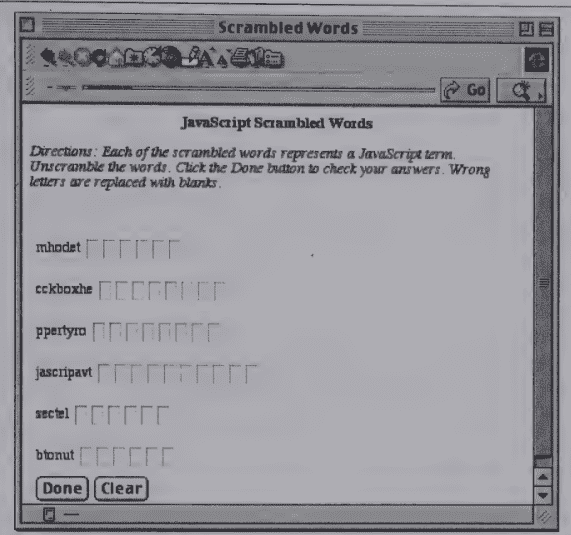 Scrambled Words
Go
JavaScript Scrambled Words
Directions: Each of the scrambled words represents a JavaScript term.
Unscramble the words. Click the Done button to check your answers. Wrong
letters are replaced with blanks.
mhodet
cckboxhe
ppertyro
jascripavt
sectel
btonut
Done Clear